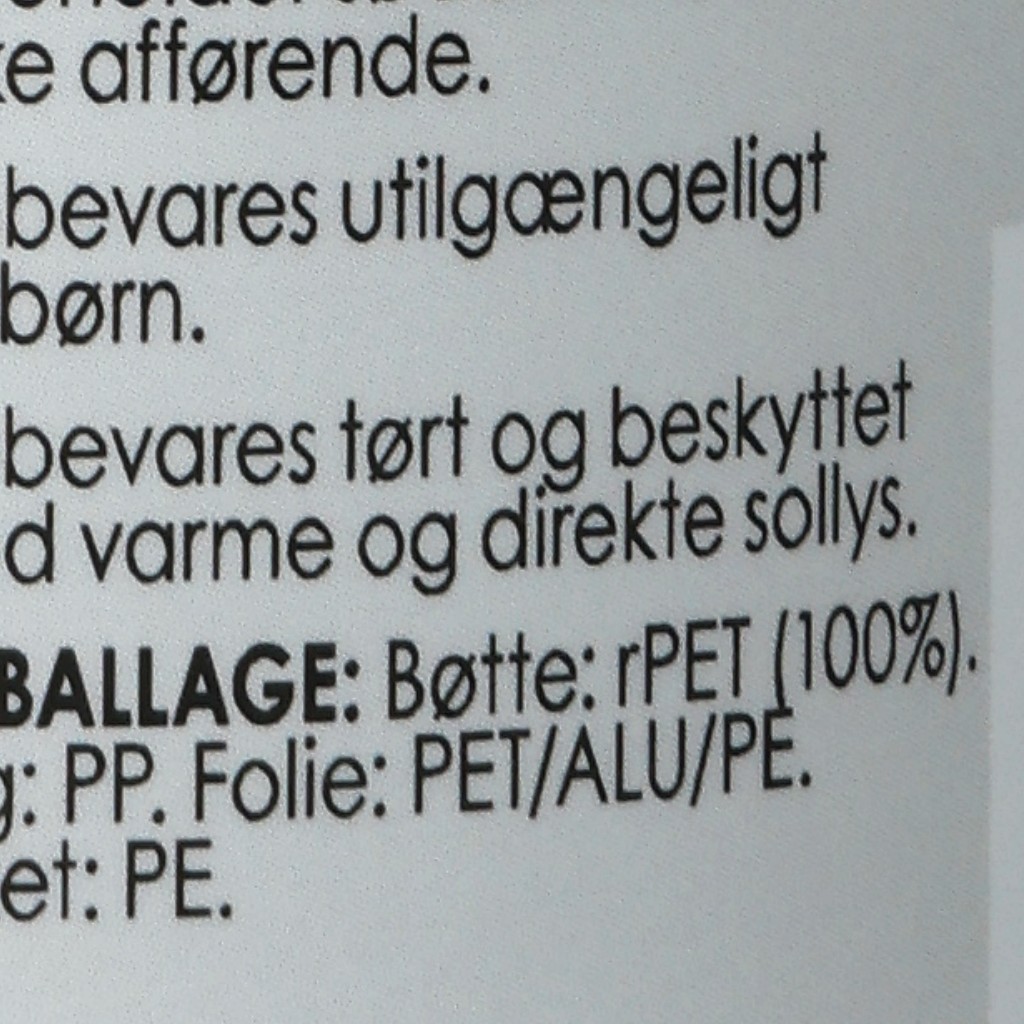 afførende.
bevares utilgængeligt
børn.
bevares tørt og beskyttet
d varme og direkte sollys.
BALLAGE: Bøtte: rPET (100%).
g: PP. Folie: PET/ALU/PE.
et: PE.